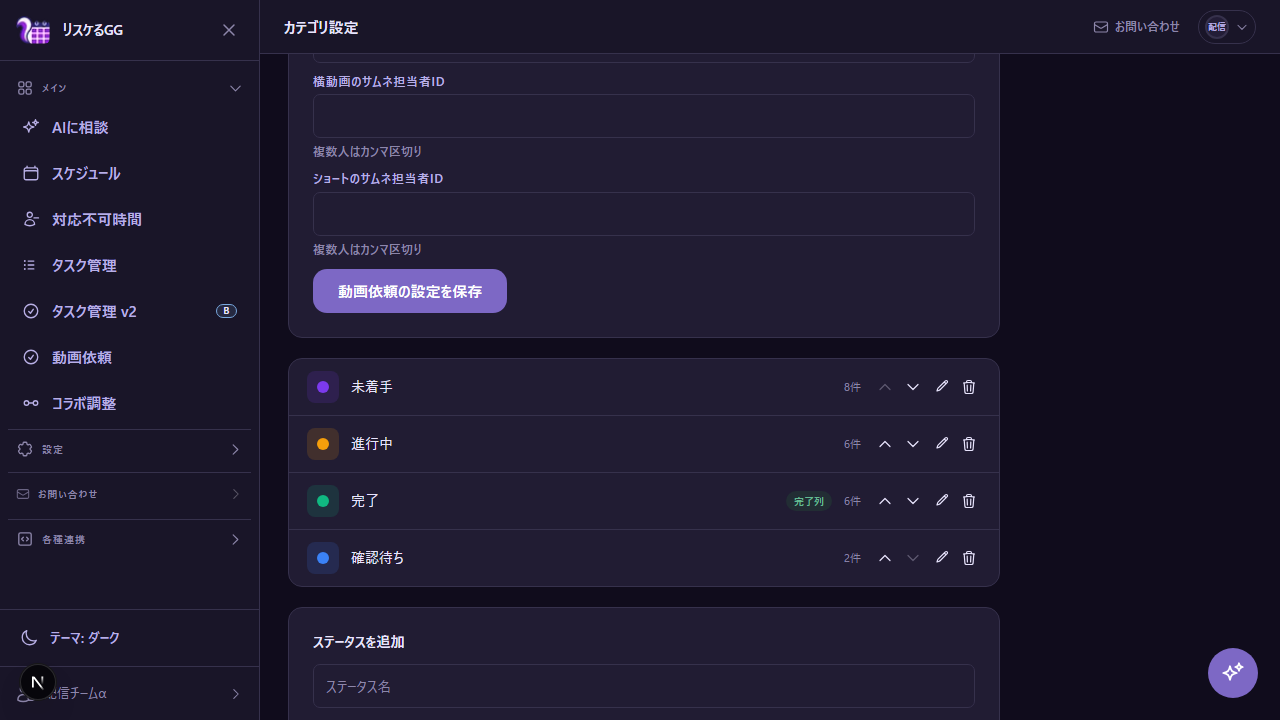 リスケるGG
メイン
AIに相談
スケジュール
対応不可時間
タスク管理
タスク管理 v2
B
動画依頼
コラボ調整
設定
お問い合わせ
各種連携
テーマ: ダーク
N
信チームα
カテゴリ設定
お問い合わせ
配信
横動画のサムネ担当者ID
複数人はカンマ区切り
ショートのサムネ担当者ID
複数人はカンマ区切り
動画依頼の設定を保存
未着手
8件
進行中
6件
完了
完了列
6件
確認待ち
2件
ステータスを追加
ステータス名